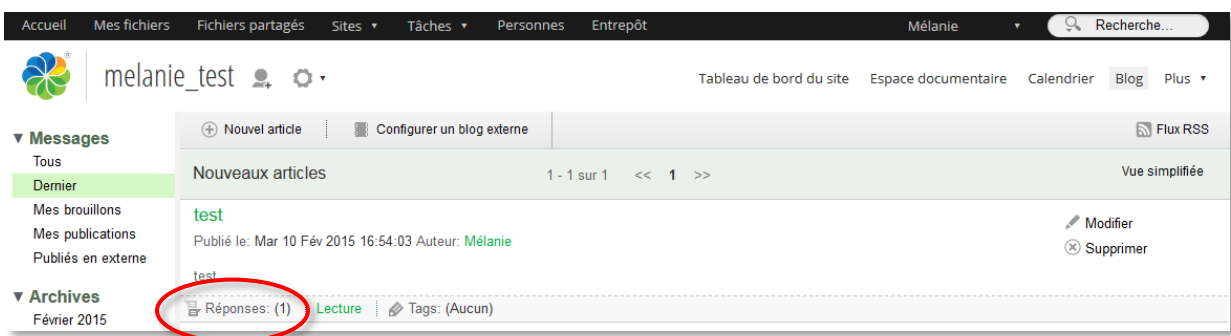 Accueil Mes fichiers Fichiers partagés Sites Tâches Personnes Entrepôt Mélanie Recherche...
melanie_test Tableau de bord du site Espace documentaire Calendrier Blog Plus
Messages
Tous
Dernier
Mes brouillons
Mes publications
Publiés en externe
Archives
Février 2015
Nouvel article Configurer un blog externe Flux RSS
Nouveaux articles 1 - 1 sur 1 << 1 >> Vue simplifiée
test
Publié le: Mar 10 Fév 2015 16:54:03 Auteur: Mélanie
test
Modifier
Supprimer
Réponses: (1) Lecture Tags: (Aucun)